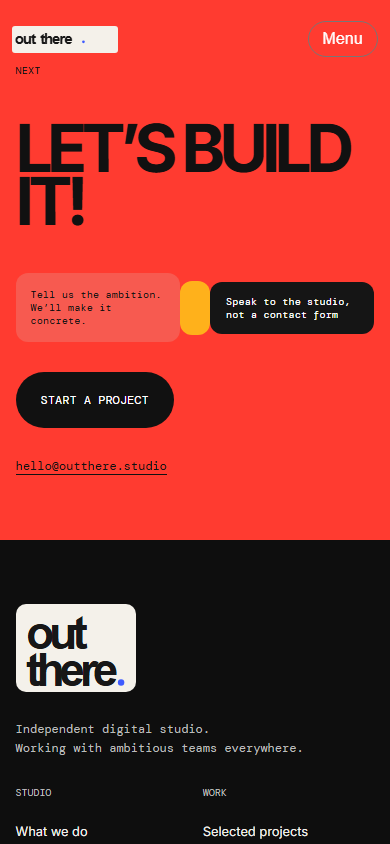 out there.
Menu
NEXT
LET’S BUILD
IT!
Tell us the ambition.
We’ll make it
concrete.
Speak to the studio,
not a contact form
START A PROJECT
hello@outthere.studio
out
there.
Independent digital studio.
Working with ambitious teams everywhere.
STUDIO
WORK
What we do
Selected projects